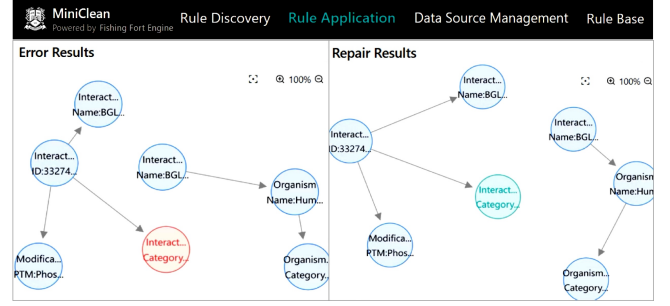 MiniClean
Powered by Fishing Fort Engine
Rule Discovery
Rule Application
Data Source Management
Rule Base
Error Results
100%
Interact...
Name:BGL...
Interact...
ID:33274...
Interact...
Name:BGL...
Organism
Name:Hum...
Interact...
Category...
Modifica...
PTM:Phos...
Organism...
Category...
Repair Results
100%
Interact...
Name:BGL...
Interact...
ID:33274...
Interact...
Name:BGL...
Organism
Name:Hum
Interact...
Category...
Modifica...
PTM:Phos...
Organism...
Category...